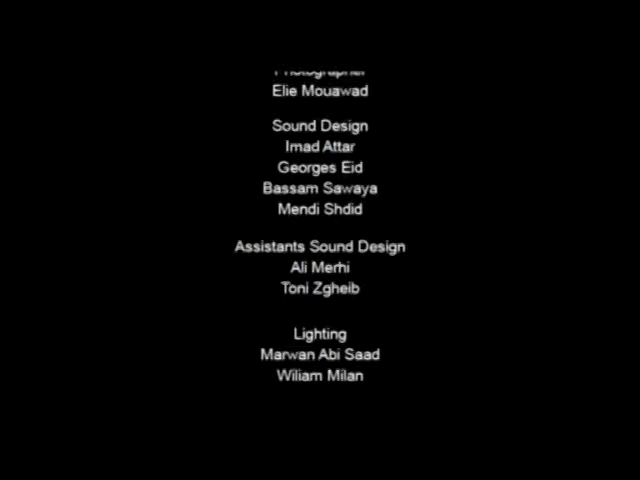 Photographer
Elie Mouawad
Sound Design
Imad Attar
Georges Eid
Bassam Sawaya
Mendi Shdid
Assistants Sound Design
Ali Merhi
Toni Zgheib
Lighting
Marwan Abi Saad
Wiliam Milan